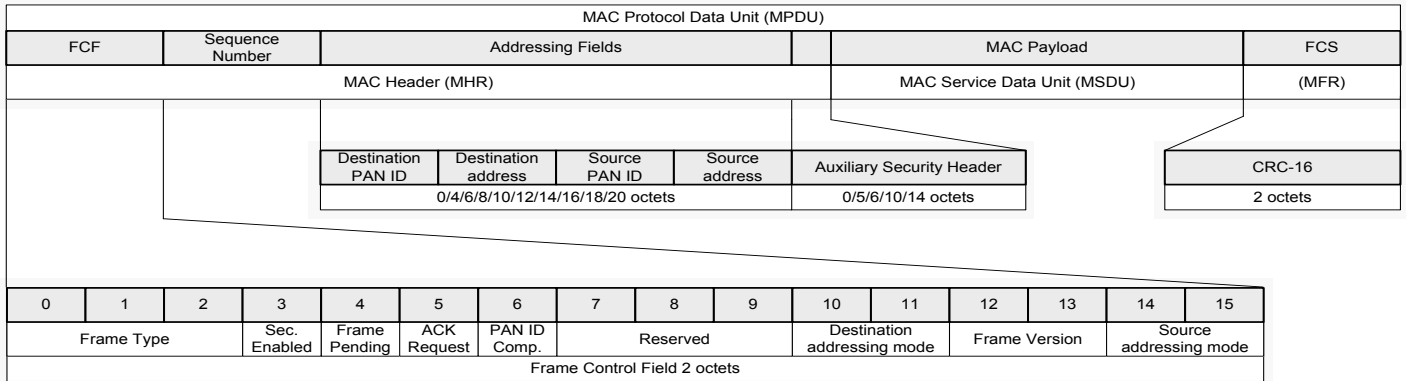 MAC Protocol Data Unit (MPDU)
FCF
Sequence
Number
Addressing Fields
MAC Payload
FCS
MAC Header (MHR)
MAC Service Data Unit (MSDU)
(MFR)
Destination
PAN ID
Destination
address
Source
PAN ID
Source
address
Auxiliary Security Header
CRC-16
0/4/6/8/10/12/14/16/18/20 octets
0/5/6/10/14 octets
2 octets
0 1 2 3 4 5 6 7 8 9 10 11 12 13 14 15
Frame Type
Sec.
Enabled
Frame
Pending
ACK
Request
PAN ID
Comp.
Reserved
Destination
addressing mode
Frame Version
Source
addressing mode
Frame Control Field 2 octets